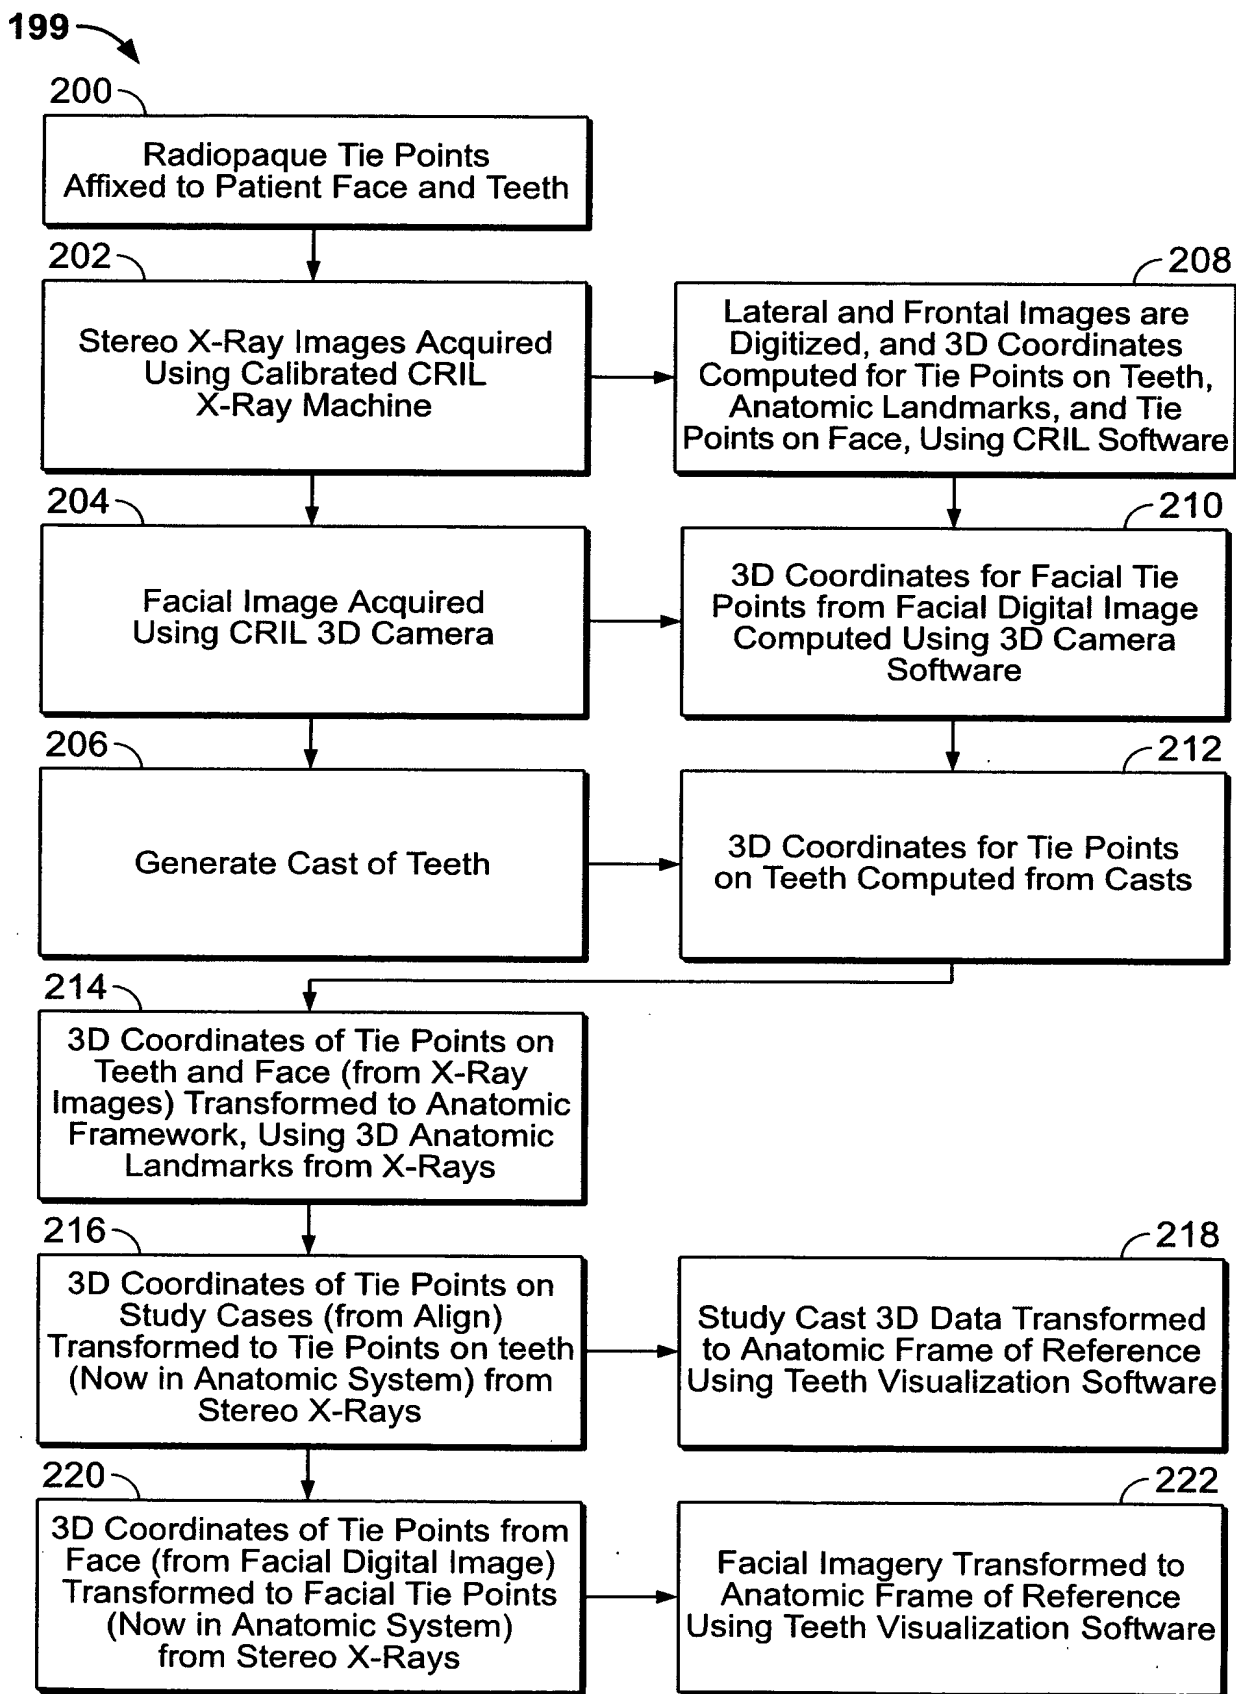 199
200
Radiopaque Tie Points
Affixed to Patient Face and Teeth
202
Stereo X-Ray Images Acquired
Using Calibrated CRIL
X-Ray Machine
208
Lateral and Frontal Images are
Digitized, and 3D Coordinates
Computed for Tie Points on Teeth,
Anatomic Landmarks, and Tie
Points on Face, Using CRIL Software
204
Facial Image Acquired
Using CRIL 3D Camera
210
3D Coordinates for Facial Tie
Points from Facial Digital Image
Computed Using 3D Camera
Software
206
Generate Cast of Teeth
212
3D Coordinates for Tie Points
on Teeth Computed from Casts
214
3D Coordinates of Tie Points on
Teeth and Face (from X-Ray
Images) Transformed to Anatomic
Framework, Using 3D Anatomic
Landmarks from X-Rays
216
3D Coordinates of Tie Points on
Study Cases (from Align)
Transformed to Tie Points on teeth
(Now in Anatomic System) from
Stereo X-Rays
218
Study Cast 3D Data Transformed
to Anatomic Frame of Reference
Using Teeth Visualization Software
220
3D Coordinates of Tie Points from
Face (from Facial Digital Image)
Transformed to Facial Tie Points
(Now in Anatomic System)
from Stereo X-Rays
222
Facial Imagery Transformed to
Anatomic Frame of Reference
Using Teeth Visualization Software